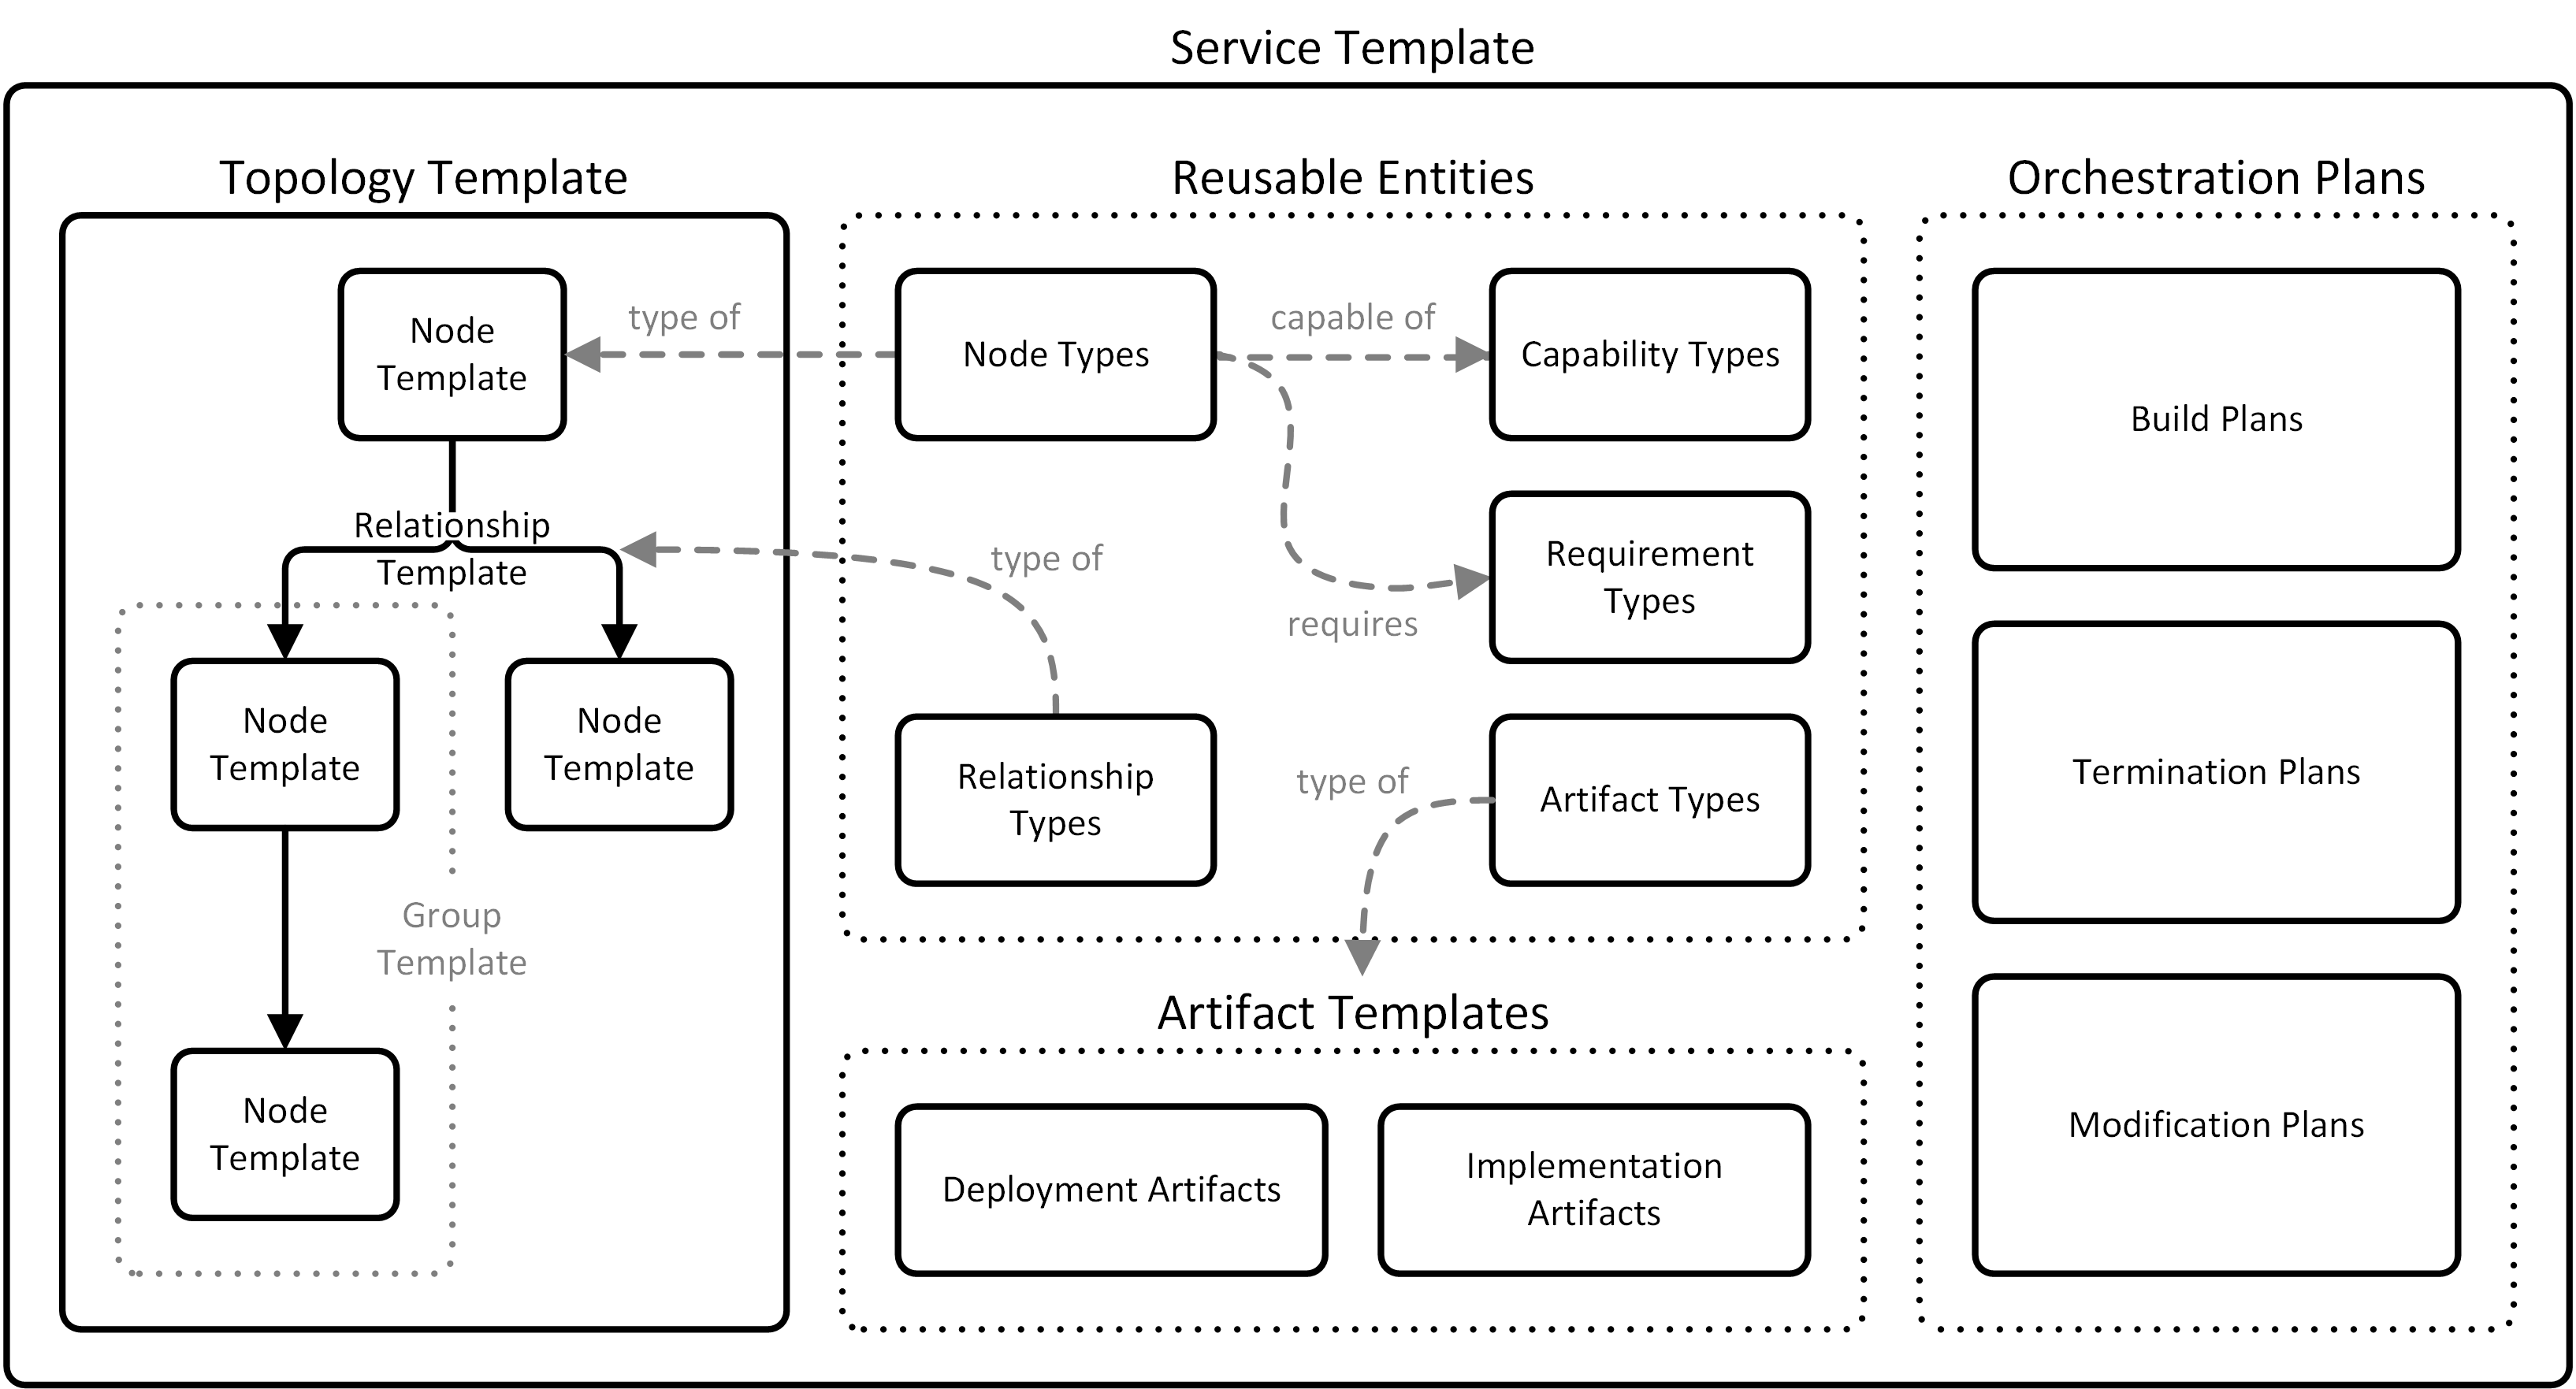 Service Template
Topology Template
Node
Template
type of
Relationship
Template
Node
Template
Node
Template
Group
Template
Node
Template
Reusable Entities
Node Types
capable of
Capability Types
type of
requires
Requirement
Types
Relationship
Types
type of
Artifact Types
Artifact Templates
Deployment Artifacts
Implementation
Artifacts
Orchestration Plans
Build Plans
Termination Plans
Modification Plans